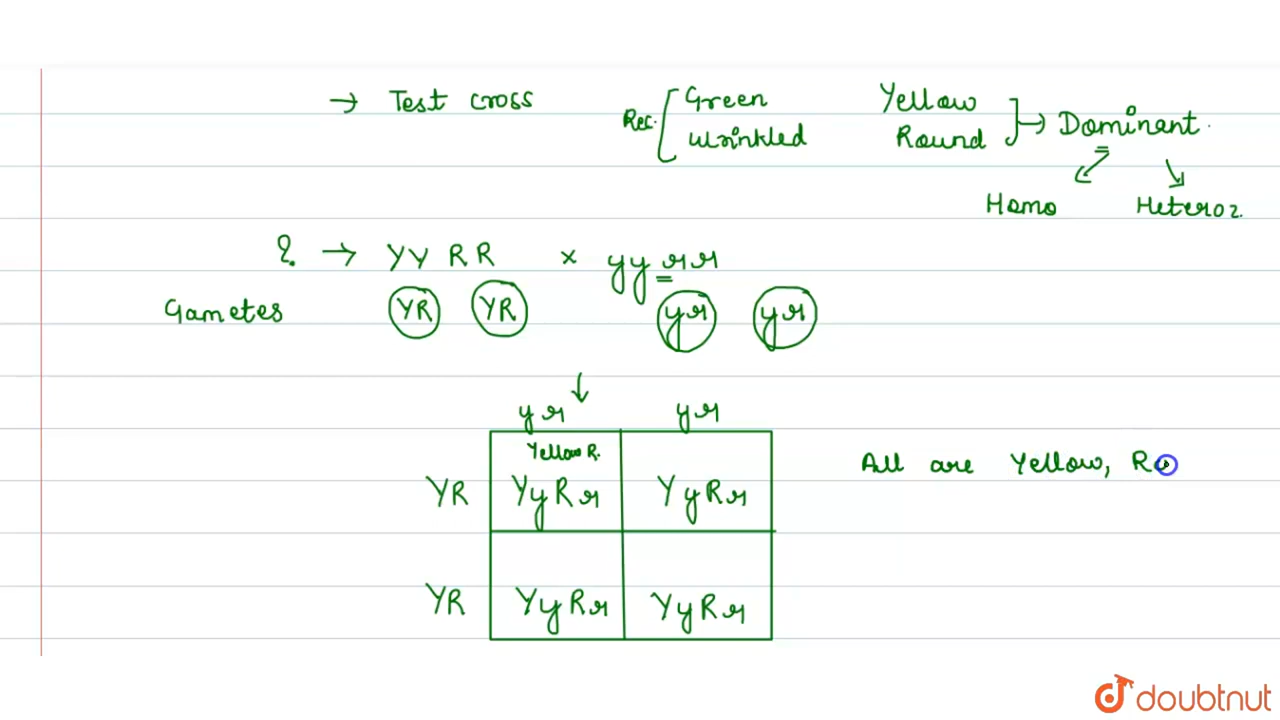 → Test cross Rec. Green Yellow
Wrinkled Round → Dominant.
Homo Heteroz.
? → YY RR × yy rr
Gametes YR YR yr yr
yr yr
Yellow R.
YR YyRr YyRr
All are Yellow, Ro
YR YyRr YyRr
doubtnut